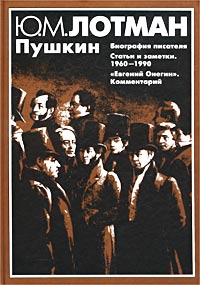 Ю.М.ЛОТМАН
Пушкин
Биография писателя
Статьи и заметки.
1960—1990
«Евгений Онегин».
Комментарий